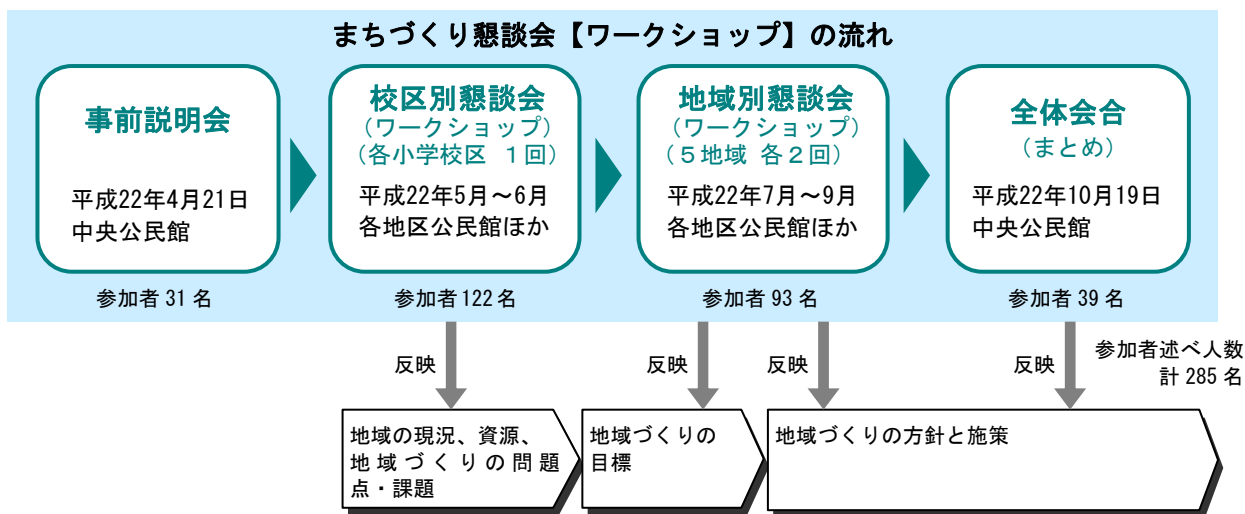 まちづくり懇談会【ワークショップ】の流れ
事前説明会
平成22年4月21日
中央公民館
参加者 31 名
校区別懇談会
（ワークショップ）
（各小学校区 １回）
平成22年5月～6月
各地区公民館ほか
参加者 122 名
地域別懇談会
（ワークショップ）
（５地域 各２回）
平成22年7月～9月
各地区公民館ほか
参加者 93 名
全体会合
（まとめ）
平成22年10月19日
中央公民館
参加者 39 名
反映
反映
反映
反映
参加者述べ人数
計 285 名
地域の現況、資源、
地域づくりの問題
点・課題
地域づくりの
目標
地域づくりの方針と施策